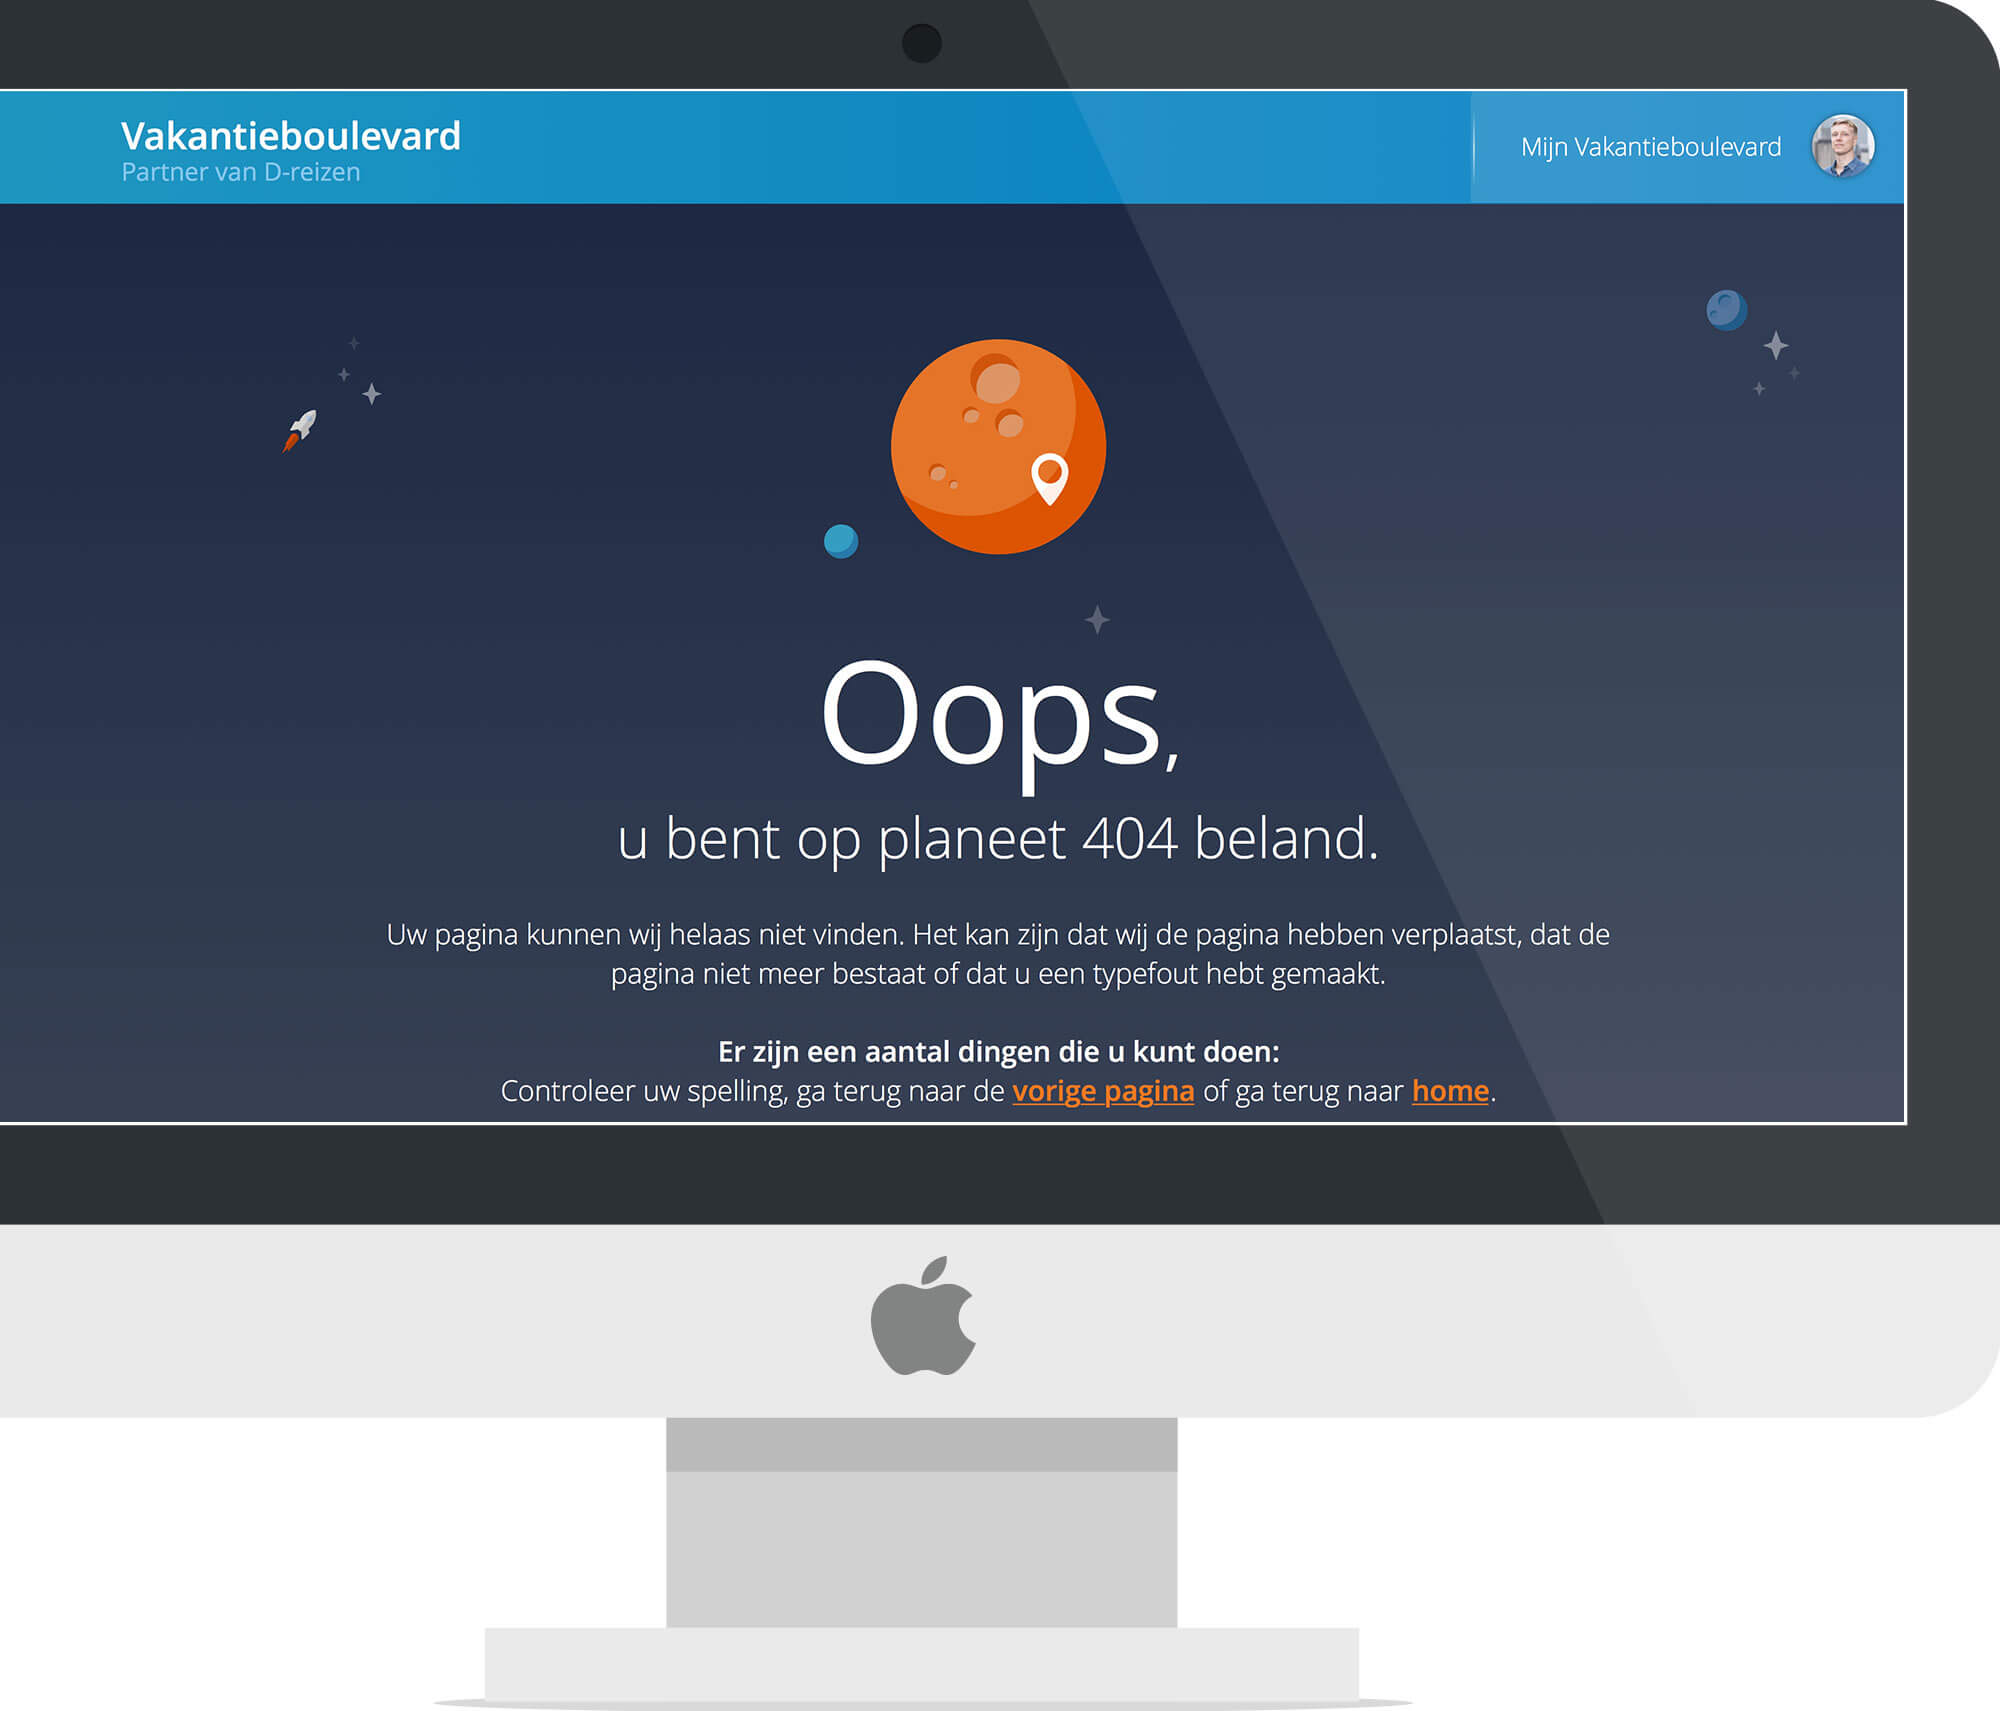 Vakantieboulevard
Partner van D-reizen
Mijn Vakantieboulevard
Oops,
u bent op planeet 404 beland.
Uw pagina kunnen wij helaas niet vinden. Het kan zijn dat wij de pagina hebben verplaatst, dat de
pagina niet meer bestaat of dat u een typefout hebt gemaakt.
Er zijn een aantal dingen die u kunt doen:
Controleer uw spelling, ga terug naar de vorige pagina of ga terug naar home.